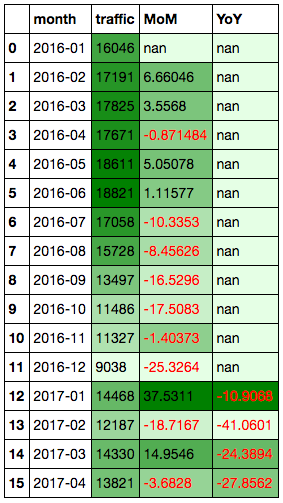 month traffic MoM YoY
0 2016-01 16046 nan nan
1 2016-02 17191 6.66046 nan
2 2016-03 17825 3.5568 nan
3 2016-04 17671 -0.871484 nan
4 2016-05 18611 5.05078 nan
5 2016-06 18821 1.11577 nan
6 2016-07 17058 -10.3353 nan
7 2016-08 15728 -8.45626 nan
8 2016-09 13497 -16.5296 nan
9 2016-10 11486 -17.5083 nan
10 2016-11 11327 -1.40373 nan
11 2016-12 9038 -25.3264 nan
12 2017-01 14468 37.5311 -10.9068
13 2017-02 12187 -18.7167 -41.0601
14 2017-03 14330 14.9546 -24.3894
15 2017-04 13821 -3.6828 -27.8562